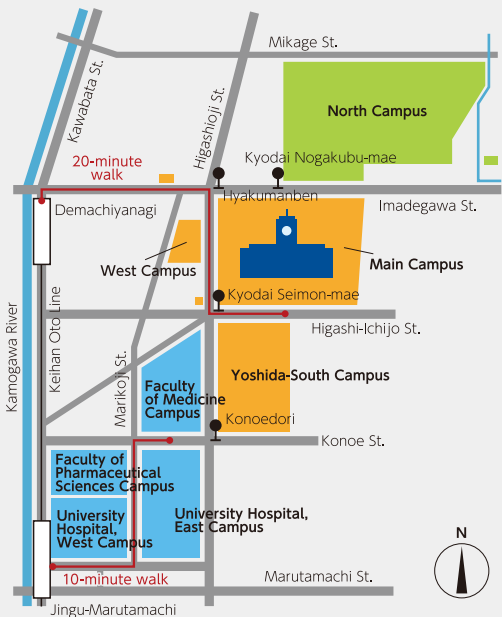 Mikage St.
Kawabata St.
Higashioji St.
North Campus
20-minute
walk
Kyodai Nogakubu-mae
Hyakumanben
Demachiyanagi
Imadegawa St.
West Campus
Main Campus
Kyodai Seimon-mae
Higashi-Ichijo St.
Kamogawa River
Keihan Oto Line
Marikoji St.
Faculty
of Medicine
Campus
Yoshida-South Campus
Konoedori
Konoe St.
Faculty of
Pharmaceutical
Sciences Campus
University
Hospital,
West Campus
University Hospital,
East Campus
N
10-minute walk
Marutamachi St.
Jingu-Marutamachi